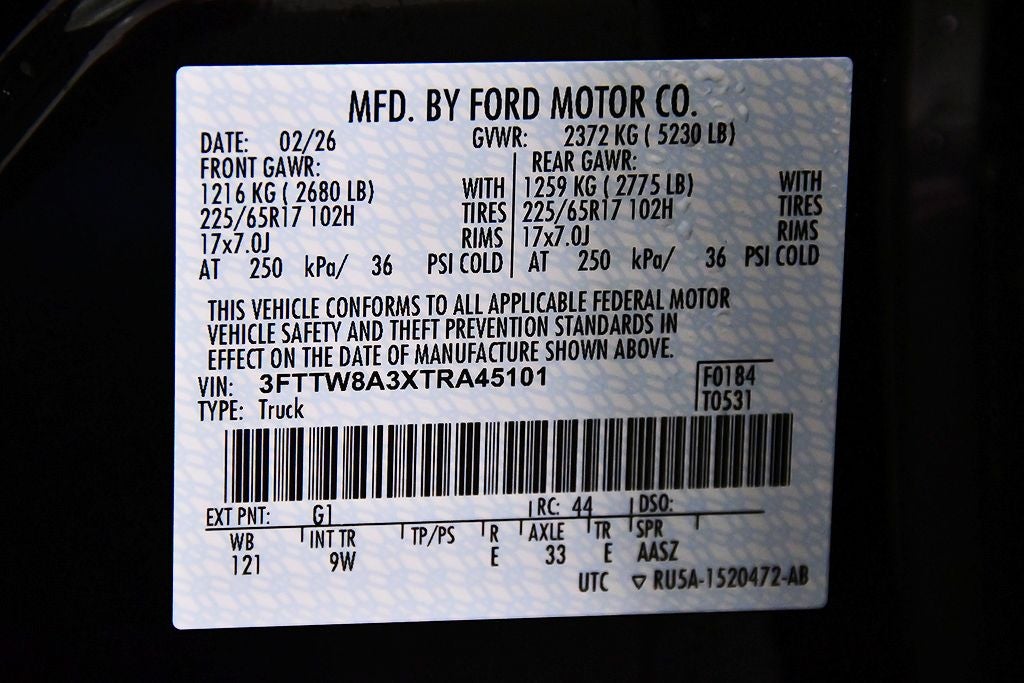 MFD. BY FORD MOTOR CO.
DATE: 02/26 GVWR: 2372 KG ( 5230 LB)
FRONT GAWR: REAR GAWR:
1216 KG ( 2680 LB) WITH 1259 KG ( 2775 LB) WITH
225/65R17 102H TIRES 225/65R17 102H TIRES
17x7.0J RIMS 17x7.0J RIMS
AT 250 kPa/ 36 PSI COLD AT 250 kPa/ 36 PSI COLD
THIS VEHICLE CONFORMS TO ALL APPLICABLE FEDERAL MOTOR
VEHICLE SAFETY AND THEFT PREVENTION STANDARDS IN
EFFECT ON THE DATE OF MANUFACTURE SHOWN ABOVE.
VIN: 3FTTW8A3XTRA45101 F0184
TYPE: Truck T0531
EXT PNT: G1 RC: 44 DSO:
WB INT TR TP/PS R AXLE TR SPR
121 9W E 33 E AASZ
UTC ▽ RU5A-1520472-AB